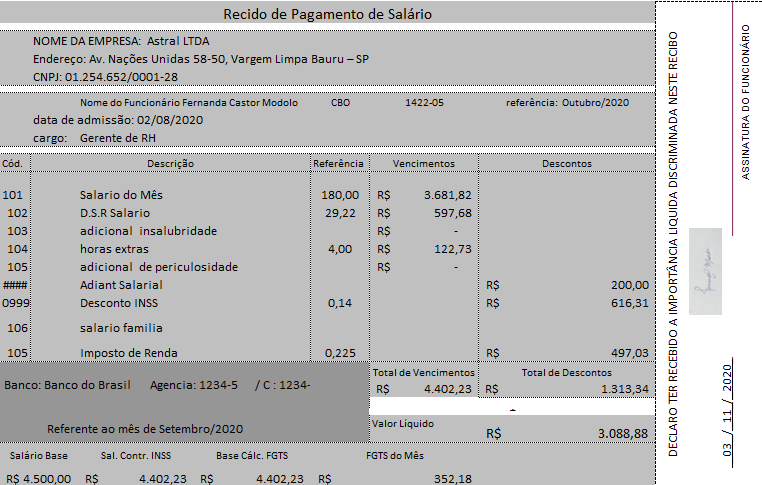 Recido de Pagamento de Salário
NOME DA EMPRESA: Astral LTDA
Endereço: Av. Nações Unidas 58-50, Vargem Limpa Bauru – SP
CNPJ: 01.254.652/0001-28
Nome do Funcionário Fernanda Castor Modolo CBO 1422-05 referência: Outubro/2020
data de admissão: 02/08/2020
cargo: Gerente de RH
Cód. Descrição Referência Vencimentos Descontos
101 Salario do Mês 180,00 R$ 3.681,82
102 D.S.R Salario 29,22 R$ 597,68
103 adicional insalubridade R$ -
104 horas extras 4,00 R$ 122,73
105 adicional de periculosidade R$ -
#### Adiant Salarial R$ 200,00
0999 Desconto INSS 0,14 R$ 616,31
106 salario familia
105 Imposto de Renda 0,225 R$ 497,03
Banco: Banco do Brasil Agencia: 1234-5 / C : 1234-
Total de Vencimentos Total de Descontos
R$ 4.402,23 R$ 1.313,34
Referente ao mês de Setembro/2020
Valor Líquido
R$ 3.088,88
Salário Base Sal. Contr. INSS Base Cálc. FGTS FGTS do Mês
R$ 4.500,00 R$ 4.402,23 R$ 4.402,23 R$ 352,18
DECLARO TER RECEBIDO A IMPORTÂNCIA LIQUIDA DISCRIMINADA NESTE RECIBO
ASSINATURA DO FUNCIONÁRIO
03 / 11 / 2020